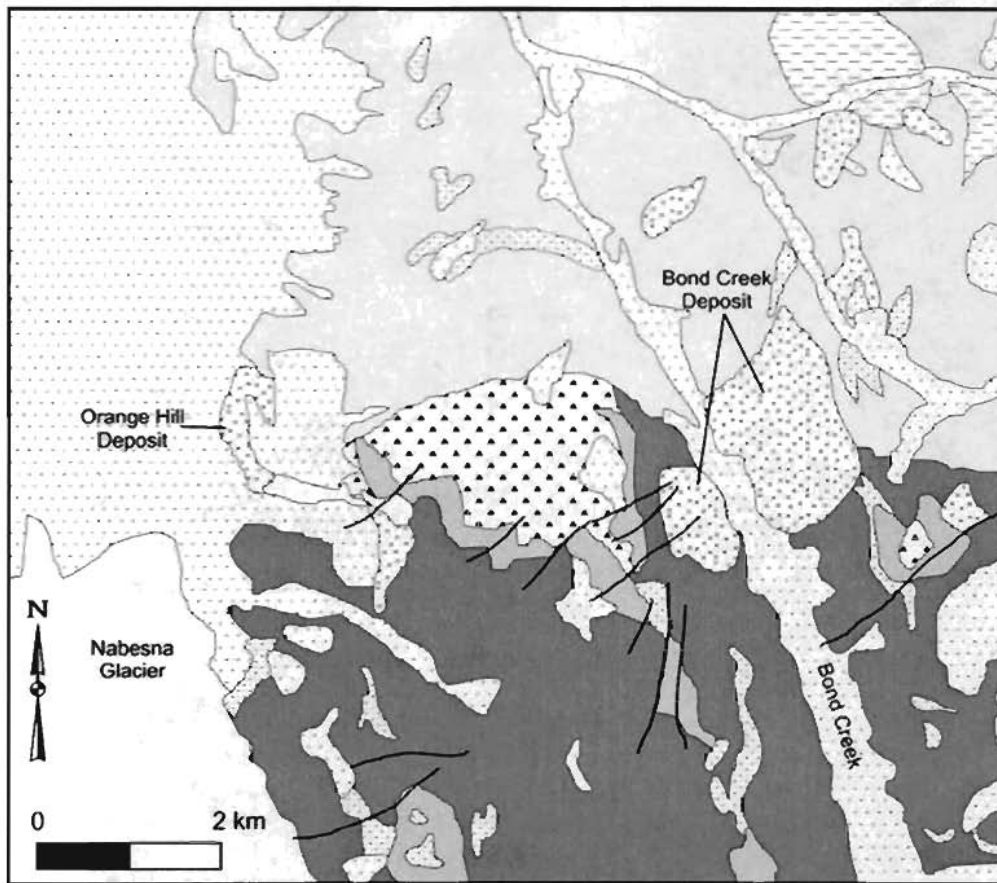 Bond Creek
Deposit
Orange Hill
Deposit
N
Nabesna
Glacier
Bond Creek
0 2 km